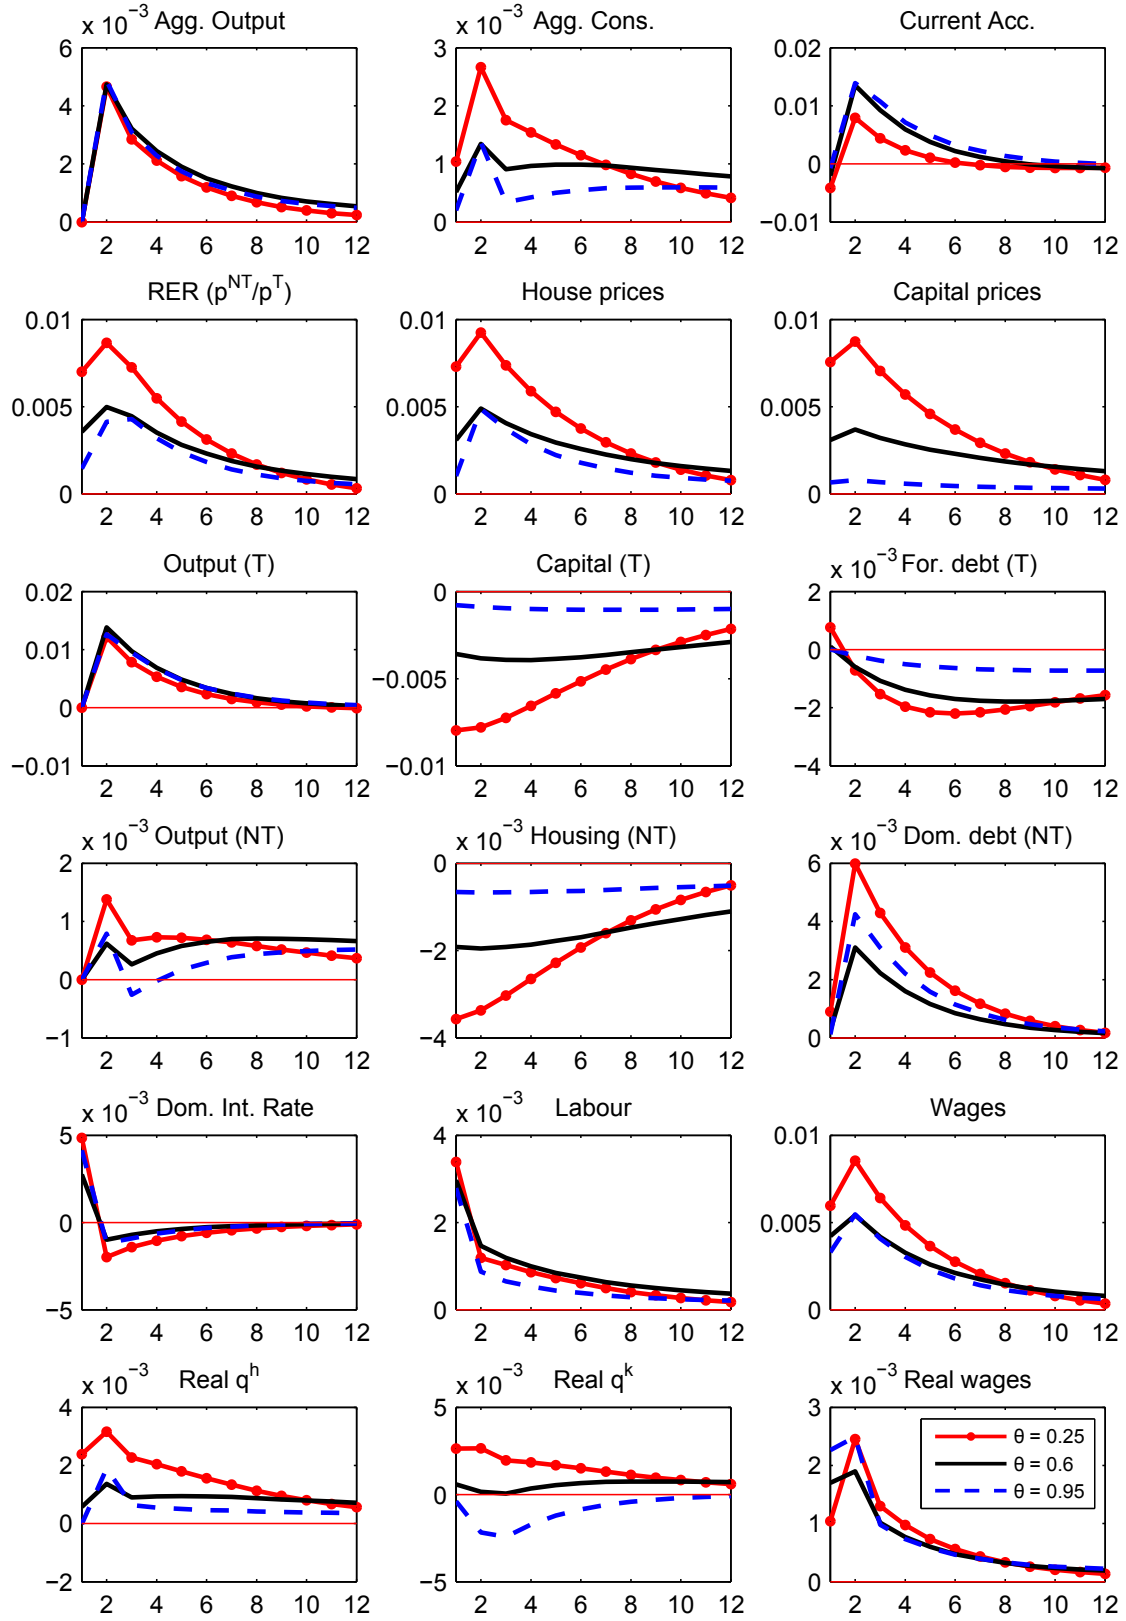 x 10⁻³ Agg. Output
6
4
2
0
2 4 6 8 10 12
x 10⁻³ Agg. Cons.
3
2
1
0
2 4 6 8 10 12
Current Acc.
0.02
0.01
0
−0.01
2 4 6 8 10 12
RER (p^NT/p^T)
0.01
0.005
0
2 4 6 8 10 12
House prices
0.01
0.005
0
2 4 6 8 10 12
Capital prices
0.01
0.005
0
2 4 6 8 10 12
Output (T)
0.02
0.01
0
−0.01
2 4 6 8 10 12
Capital (T)
0
−0.005
−0.01
2 4 6 8 10 12
x 10⁻³ For. debt (T)
2
0
−2
−4
2 4 6 8 10 12
x 10⁻³ Output (NT)
2
1
0
−1
2 4 6 8 10 12
x 10⁻³ Housing (NT)
0
−2
−4
2 4 6 8 10 12
x 10⁻³ Dom. debt (NT)
6
4
2
0
2 4 6 8 10 12
x 10⁻³ Dom. Int. Rate
5
0
−5
2 4 6 8 10 12
x 10⁻³ Labour
4
2
0
2 4 6 8 10 12
Wages
0.01
0.005
0
2 4 6 8 10 12
x 10⁻³ Real q^h
4
2
0
−2
2 4 6 8 10 12
x 10⁻³ Real q^k
5
0
−5
2 4 6 8 10 12
x 10⁻³ Real wages
3
2
1
0
2 4 6 8 10 12
θ = 0.25
θ = 0.6
θ = 0.95